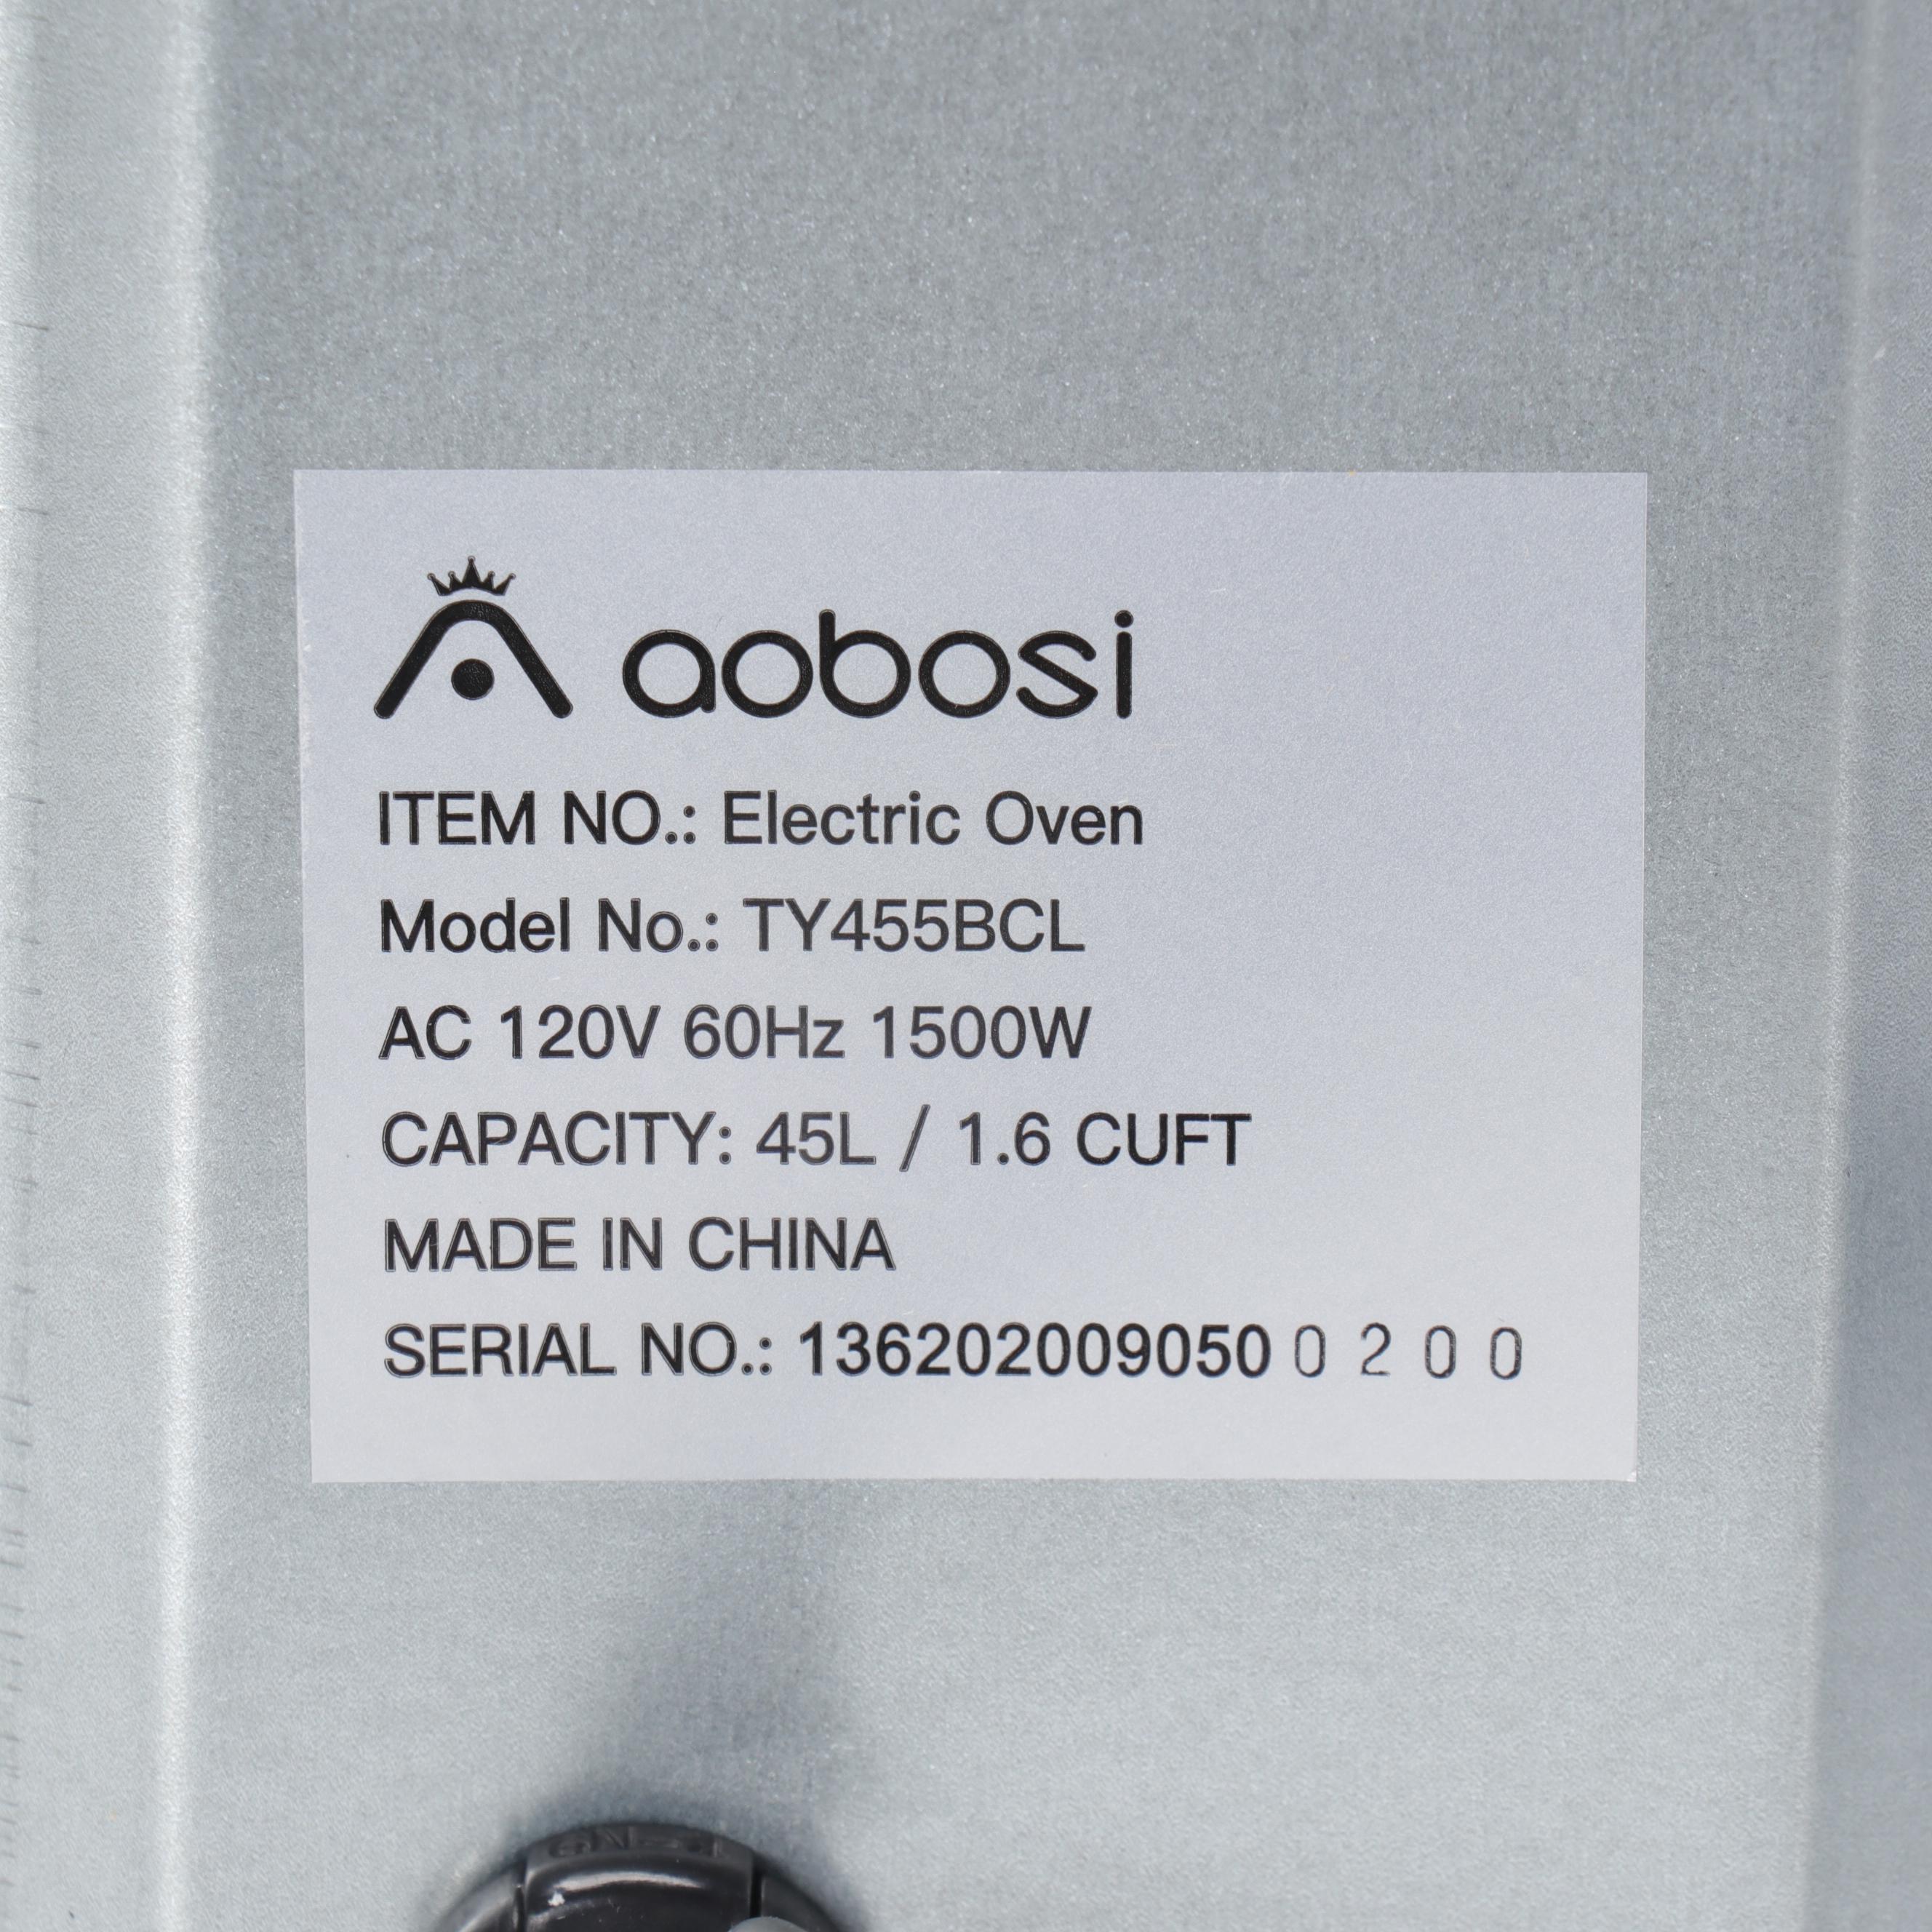 aobosi
ITEM NO.: Electric Oven
Model No.: TY455BCL
AC 120V 60Hz 1500W
CAPACITY: 45L / 1.6 CUFT
MADE IN CHINA
SERIAL NO.: 136202009050 0 2 0 0